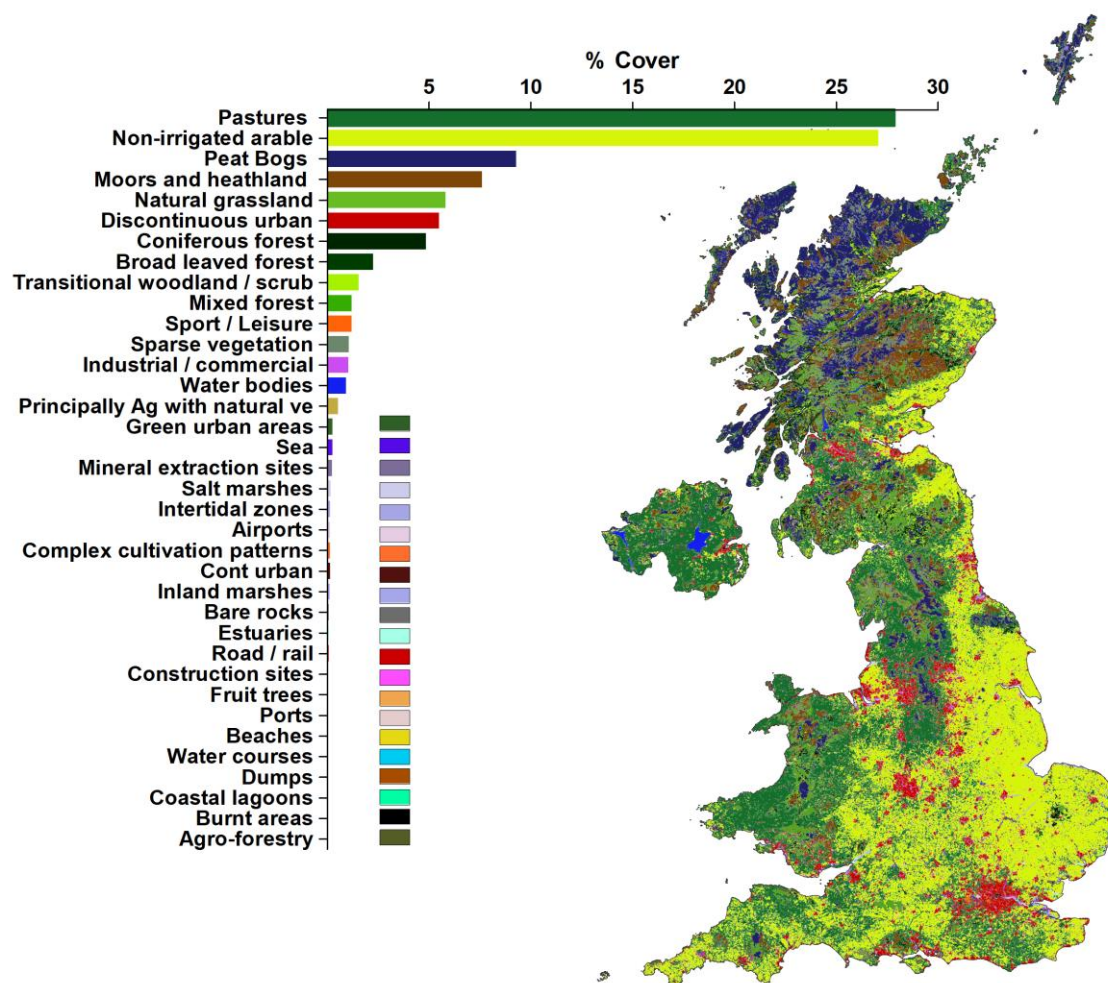 % Cover
5 10 15 20 25 30
Pastures
Non-irrigated arable
Peat Bogs
Moors and heathland
Natural grassland
Discontinuous urban
Coniferous forest
Broad leaved forest
Transitional woodland / scrub
Mixed forest
Sport / Leisure
Sparse vegetation
Industrial / commercial
Water bodies
Principally Ag with natural ve
Green urban areas
Sea
Mineral extraction sites
Salt marshes
Intertidal zones
Airports
Complex cultivation patterns
Cont urban
Inland marshes
Bare rocks
Estuaries
Road / rail
Construction sites
Fruit trees
Ports
Beaches
Water courses
Dumps
Coastal lagoons
Burnt areas
Agro-forestry